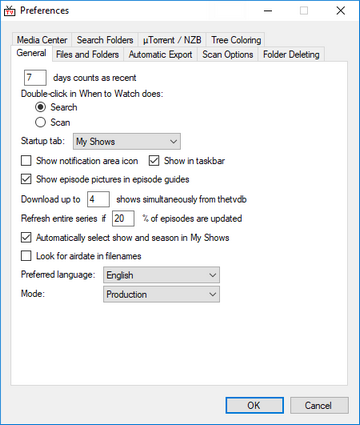 Preferences
Media Center Search Folders µTorrent / NZB Tree Coloring
General Files and Folders Automatic Export Scan Options Folder Deleting
7 days counts as recent
Double-click in When to Watch does:
Search
Scan
Startup tab: My Shows
Show notification area icon Show in taskbar
Show episode pictures in episode guides
Download up to 4 shows simultaneously from thetvdb
Refresh entire series if 20 % of episodes are updated
Automatically select show and season in My Shows
Look for airdate in filenames
Preferred language: English
Mode: Production
OK Cancel